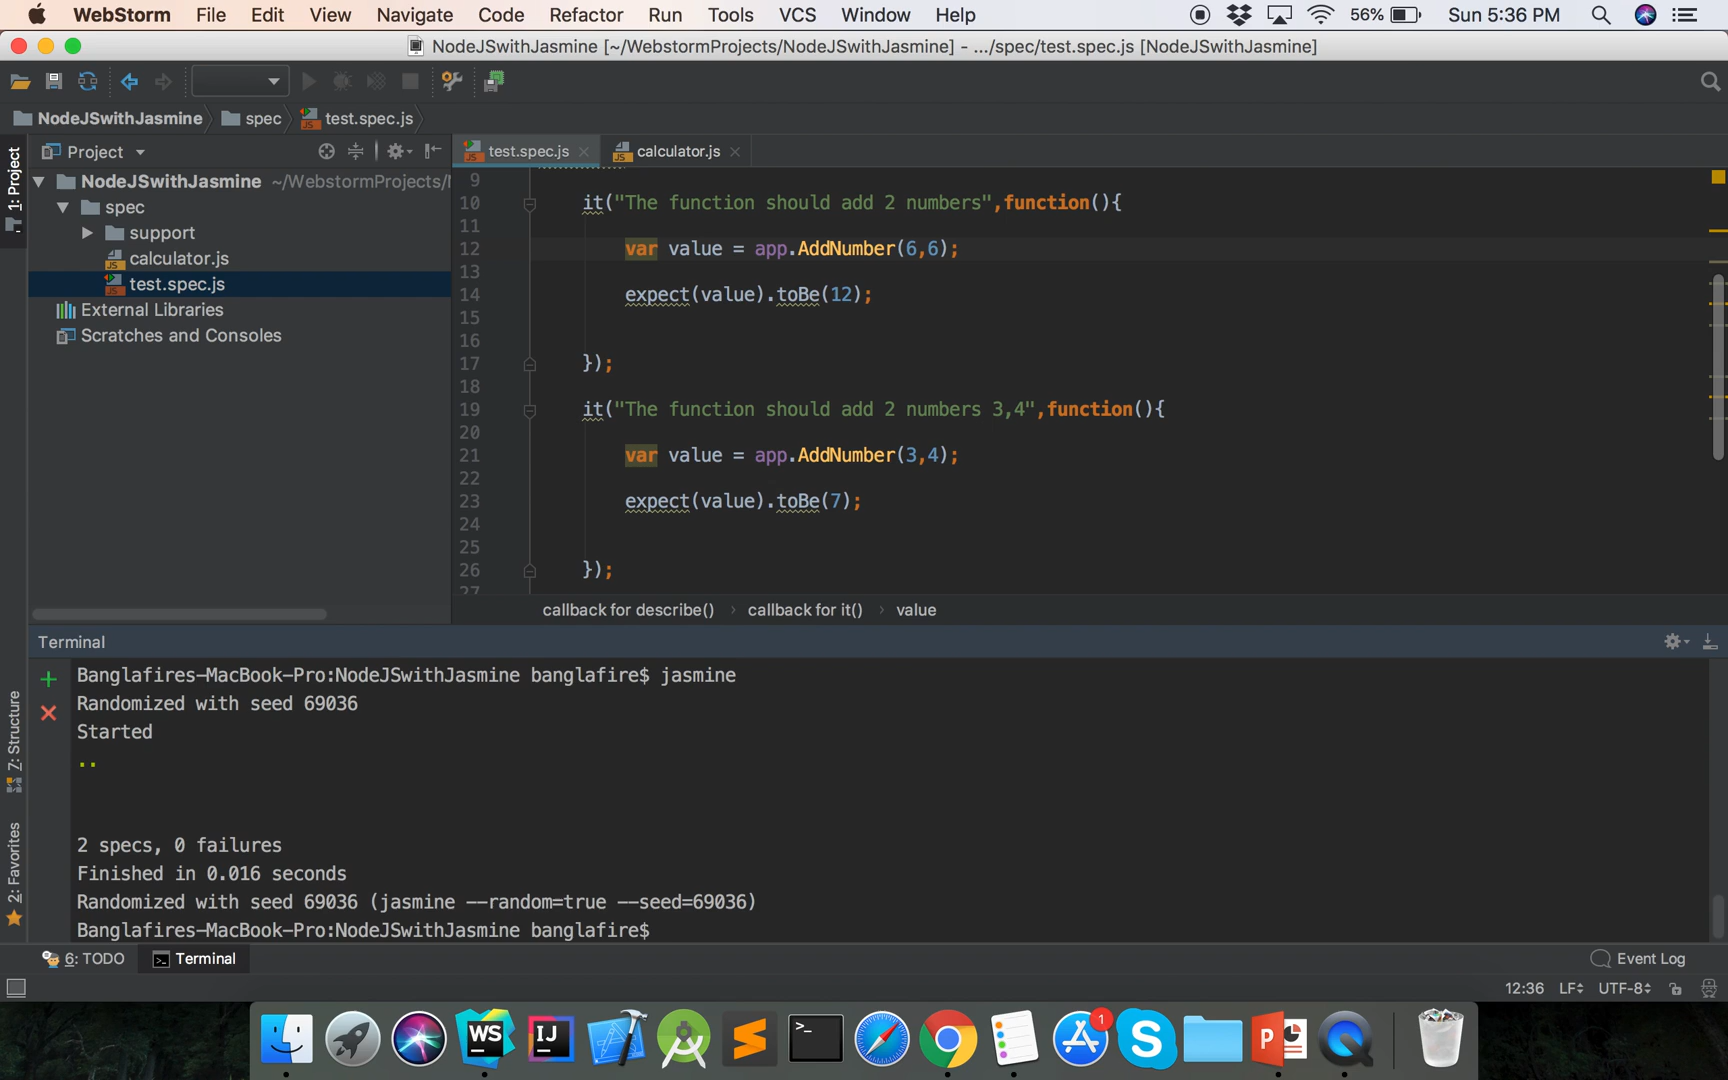 WebStorm File Edit View Navigate Code Refactor Run Tools VCS Window Help 56% Sun 5:36 PM
NodeJSwithJasmine [~/WebstormProjects/NodeJSwithJasmine] - .../spec/test.spec.js [NodeJSwithJasmine]
NodeJSwithJasmine spec test.spec.js
1: Project
Project
NodeJSwithJasmine ~/WebstormProjects/
spec
support
calculator.js
test.spec.js
External Libraries
Scratches and Consoles
test.spec.js calculator.js
9
10 it("The function should add 2 numbers",function(){
11
12 var value = app.AddNumber(6,6);
13
14 expect(value).toBe(12);
15
16
17 });
18
19 it("The function should add 2 numbers 3,4",function(){
20
21 var value = app.AddNumber(3,4);
22
23 expect(value).toBe(7);
24
25
26 });
27
callback for describe() callback for it() value
Terminal
Banglafires-MacBook-Pro:NodeJSwithJasmine banglafire$ jasmine
Randomized with seed 69036
Started
..
2 specs, 0 failures
Finished in 0.016 seconds
Randomized with seed 69036 (jasmine --random=true --seed=69036)
Banglafires-MacBook-Pro:NodeJSwithJasmine banglafire$
Z: Structure
2: Favorites
6: TODO Terminal Event Log
12:36 LF UTF-8
WS IJ >_ 1 S P Q